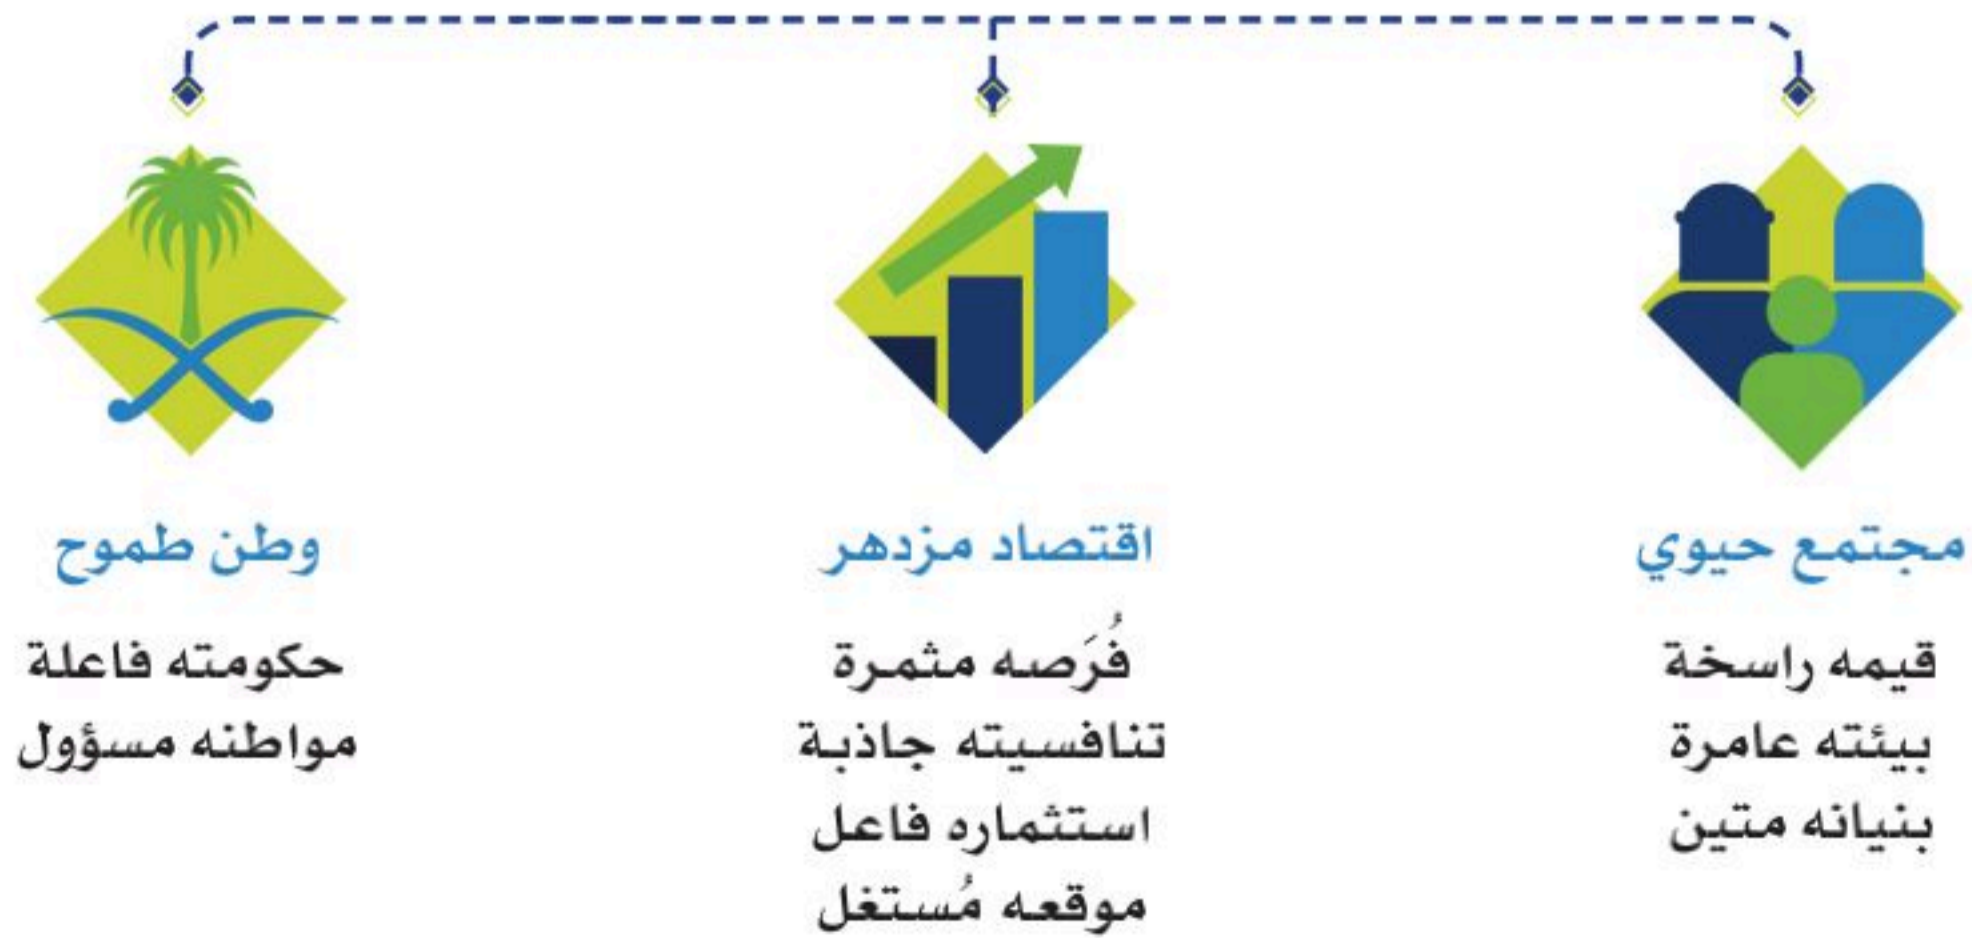 مجتمع حيوي
قيمه راسخة
بيئته عامرة
بنيانه متين
اقتصاد مزدهر
فُرَصه مثمرة
تنافسيته جاذبة
استثماره فاعل
موقعه مُستغل
وطن طموح
حكومته فاعلة
مواطنه مسؤول